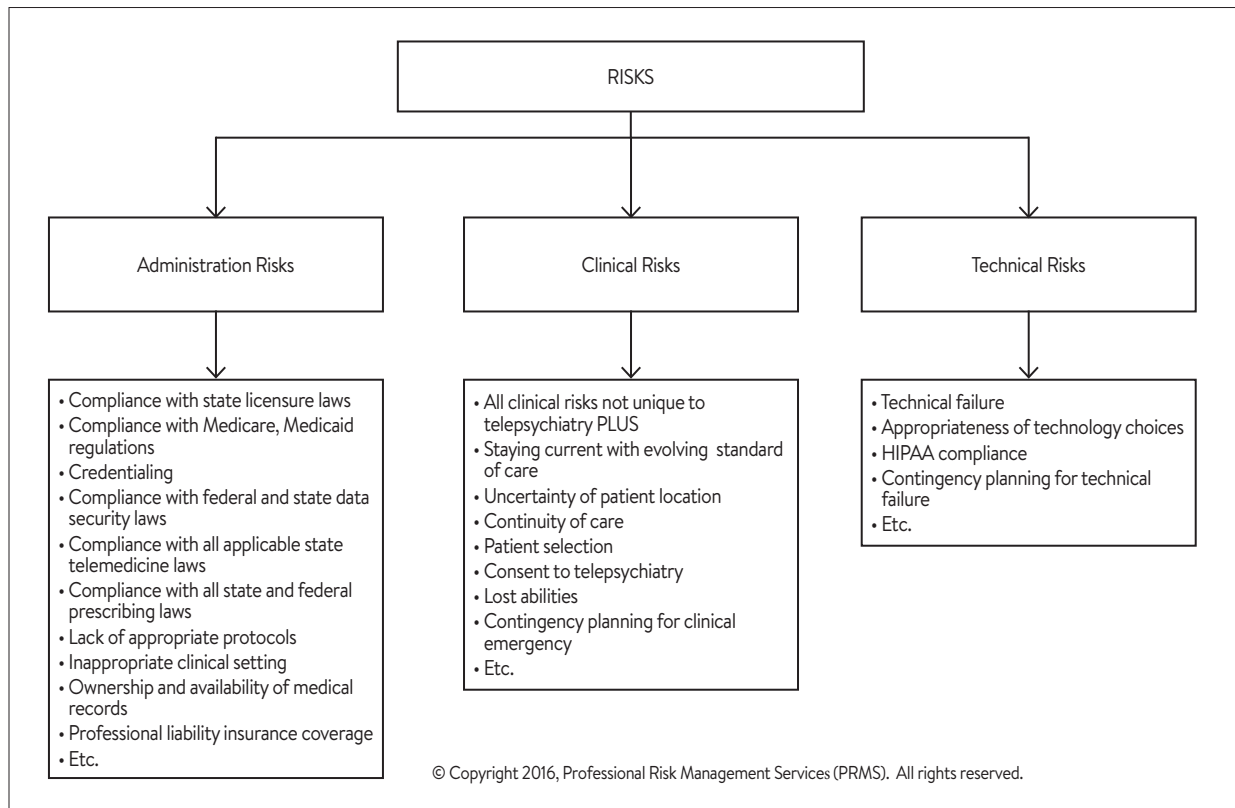 RISKS
Administration Risks
Clinical Risks
Technical Risks
• Compliance with state licensure laws
• Compliance with Medicare, Medicaid
regulations
• Credentialing
• Compliance with federal and state data
security laws
• Compliance with all applicable state
telemedicine laws
• Compliance with all state and federal
prescribing laws
• Lack of appropriate protocols
• Inappropriate clinical setting
• Ownership and availability of medical
records
• Professional liability insurance coverage
• Etc.
• All clinical risks not unique to
telepsychiatry PLUS
• Staying current with evolving standard
of care
• Uncertainty of patient location
• Continuity of care
• Patient selection
• Consent to telepsychiatry
• Lost abilities
• Contingency planning for clinical
emergency
• Etc.
• Technical failure
• Appropriateness of technology choices
• HIPAA compliance
• Contingency planning for technical
failure
• Etc.
© Copyright 2016, Professional Risk Management Services (PRMS). All rights reserved.